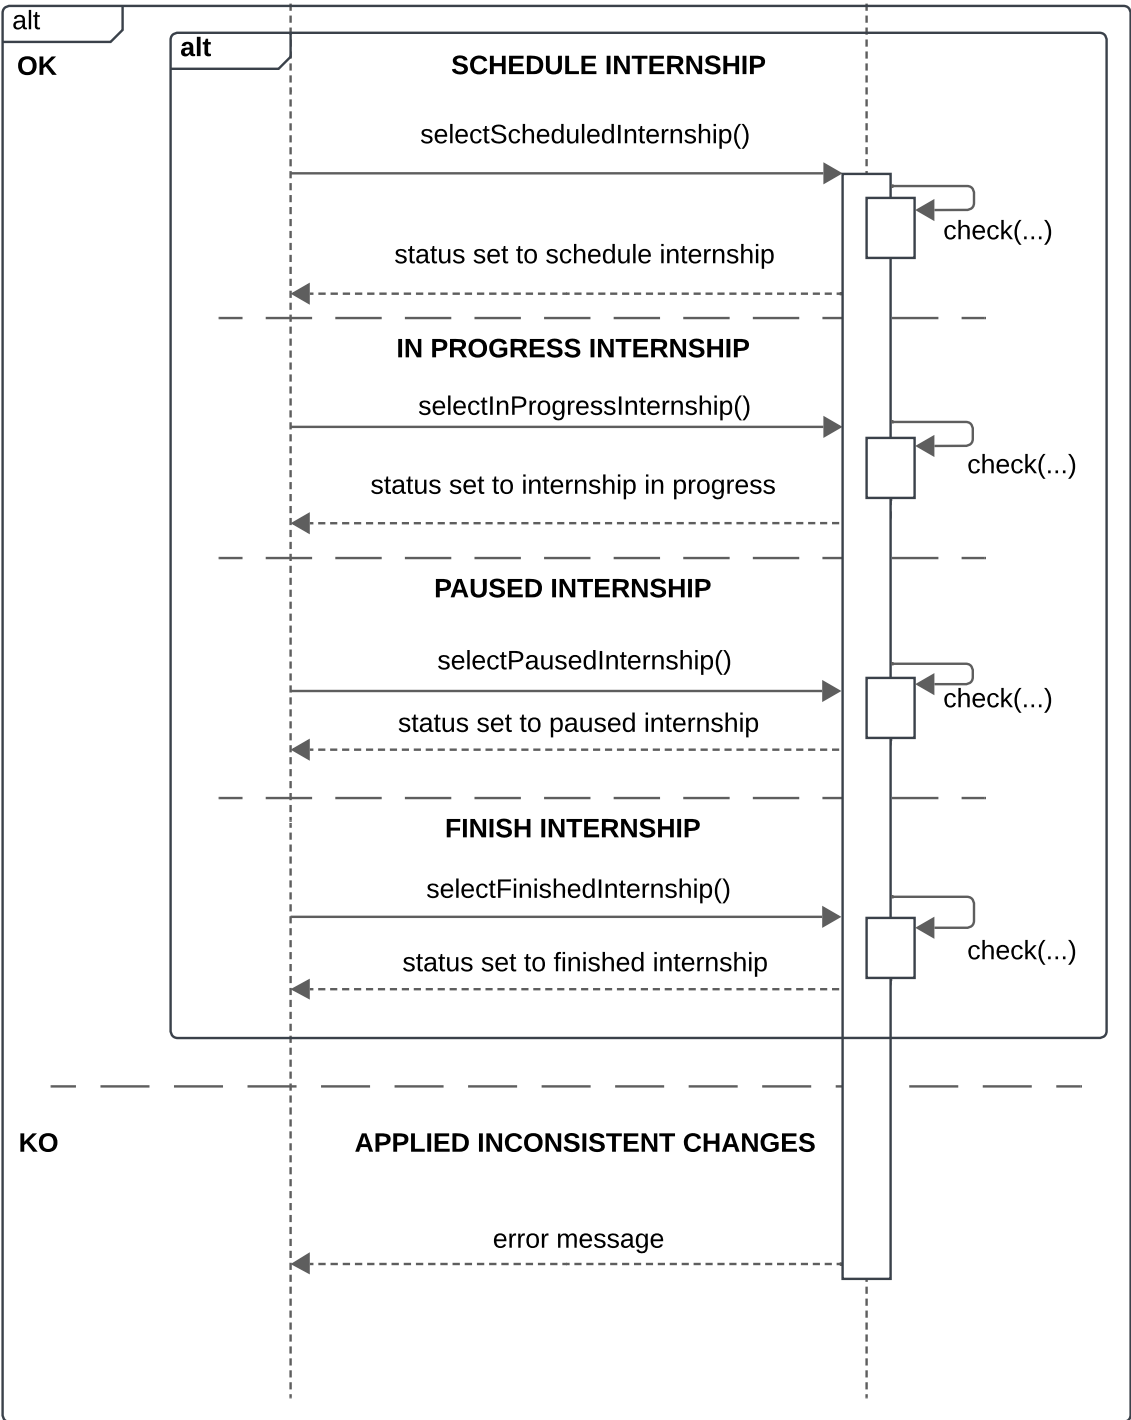 alt
alt
OK
SCHEDULE INTERNSHIP
selectScheduledInternship()
check(...)
status set to schedule internship
IN PROGRESS INTERNSHIP
selectInProgressInternship()
check(...)
status set to internship in progress
PAUSED INTERNSHIP
selectPausedInternship()
check(...)
status set to paused internship
FINISH INTERNSHIP
selectFinishedInternship()
check(...)
status set to finished internship
KO
APPLIED INCONSISTENT CHANGES
error message